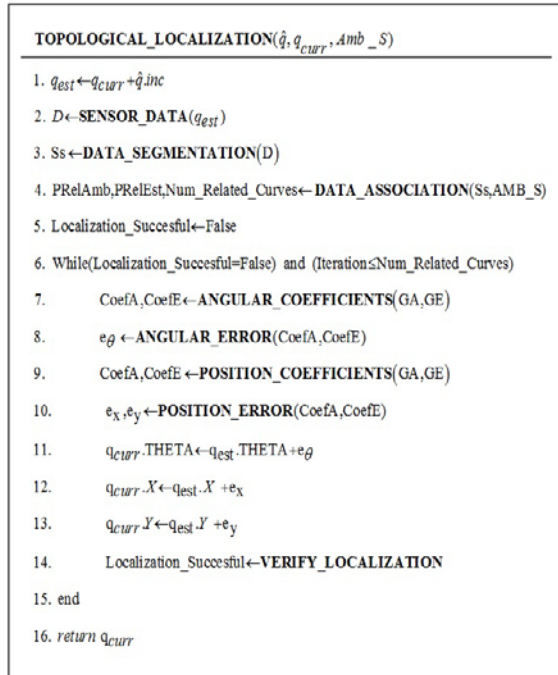 TOPOLOGICAL_LOCALIZATION(q̂, q_curr, Amb _ S)
1. q_est←q_curr+q̂.inc
2. D←SENSOR_DATA(q_est)
3. Ss←DATA_SEGMENTATION(D)
4. PRelAmb,PRelEst,Num_Related_Curves←DATA_ASSOCIATION(Ss,AMB_S)
5. Localization_Succesful←False
6. While(Localization_Succesful=False) and (Iteration≤Num_Related_Curves)
7. CoefA,CoefE←ANGULAR_COEFFICIENTS(GA,GE)
8. eθ ←ANGULAR_ERROR(CoefA,CoefE)
9. CoefA,CoefE ←POSITION_COEFFICIENTS(GA,GE)
10. e_x ,e_y←POSITION_ERROR(CoefA,CoefE)
11. q_curr.THETA←q_est.THETA+eθ
12. q_curr.X←q_est.X +e_x
13. q_curr.Y←q_est.Y +e_y
14. Localization_Succesful←VERIFY_LOCALIZATION
15. end
16. return q_curr